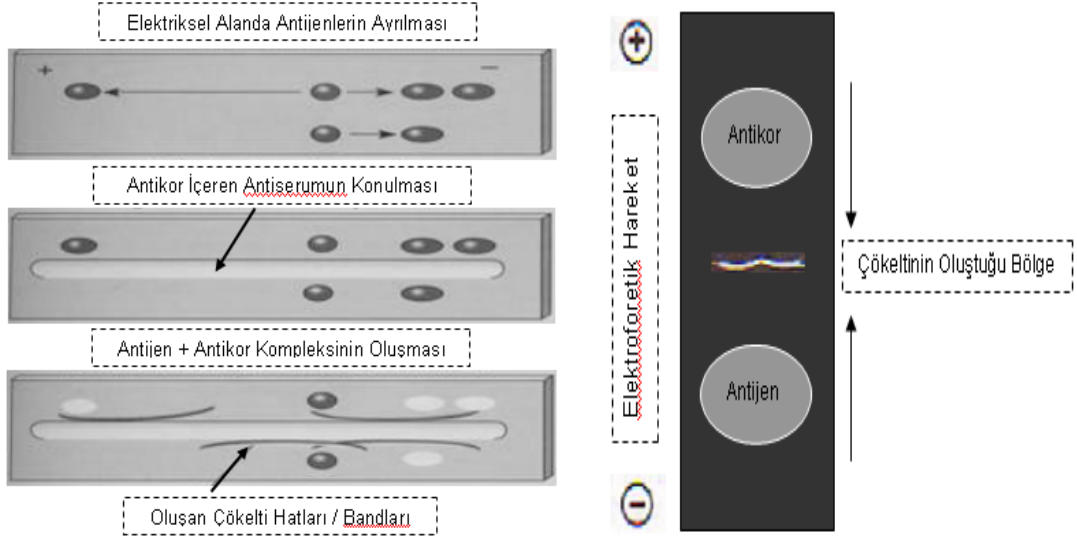 Elektriksel Alanda Antijenlerin Ayrılması
+
−
Antikor İçeren Antiserumun Konulması
Antijen + Antikor Kompleksinin Oluşması
Oluşan Çökelti Hatları / Bandları
+
Elektroforetik Hareket
−
Antikor
Çökeltinin Oluştuğu Bölge
Antijen